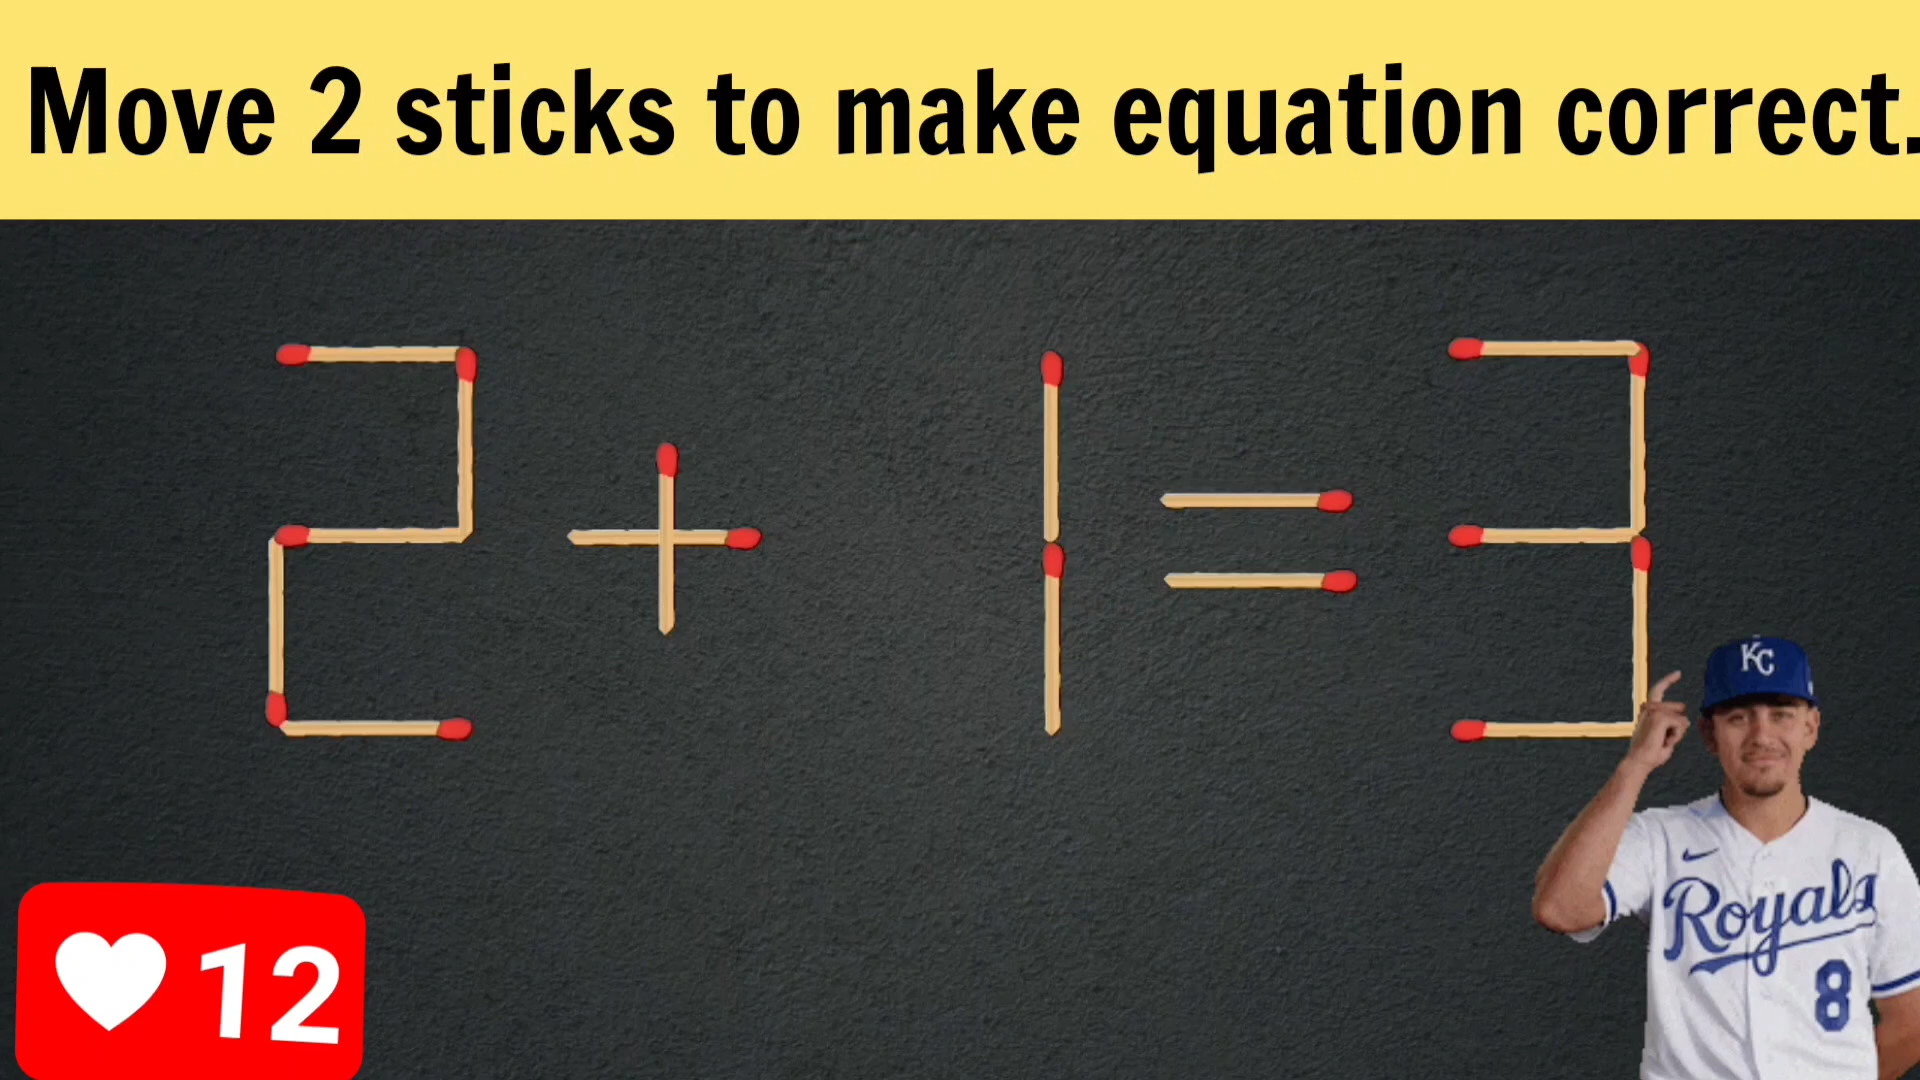 Move 2 sticks to make equation correct.
2 + 1 = 3
KC
Royals
8
12